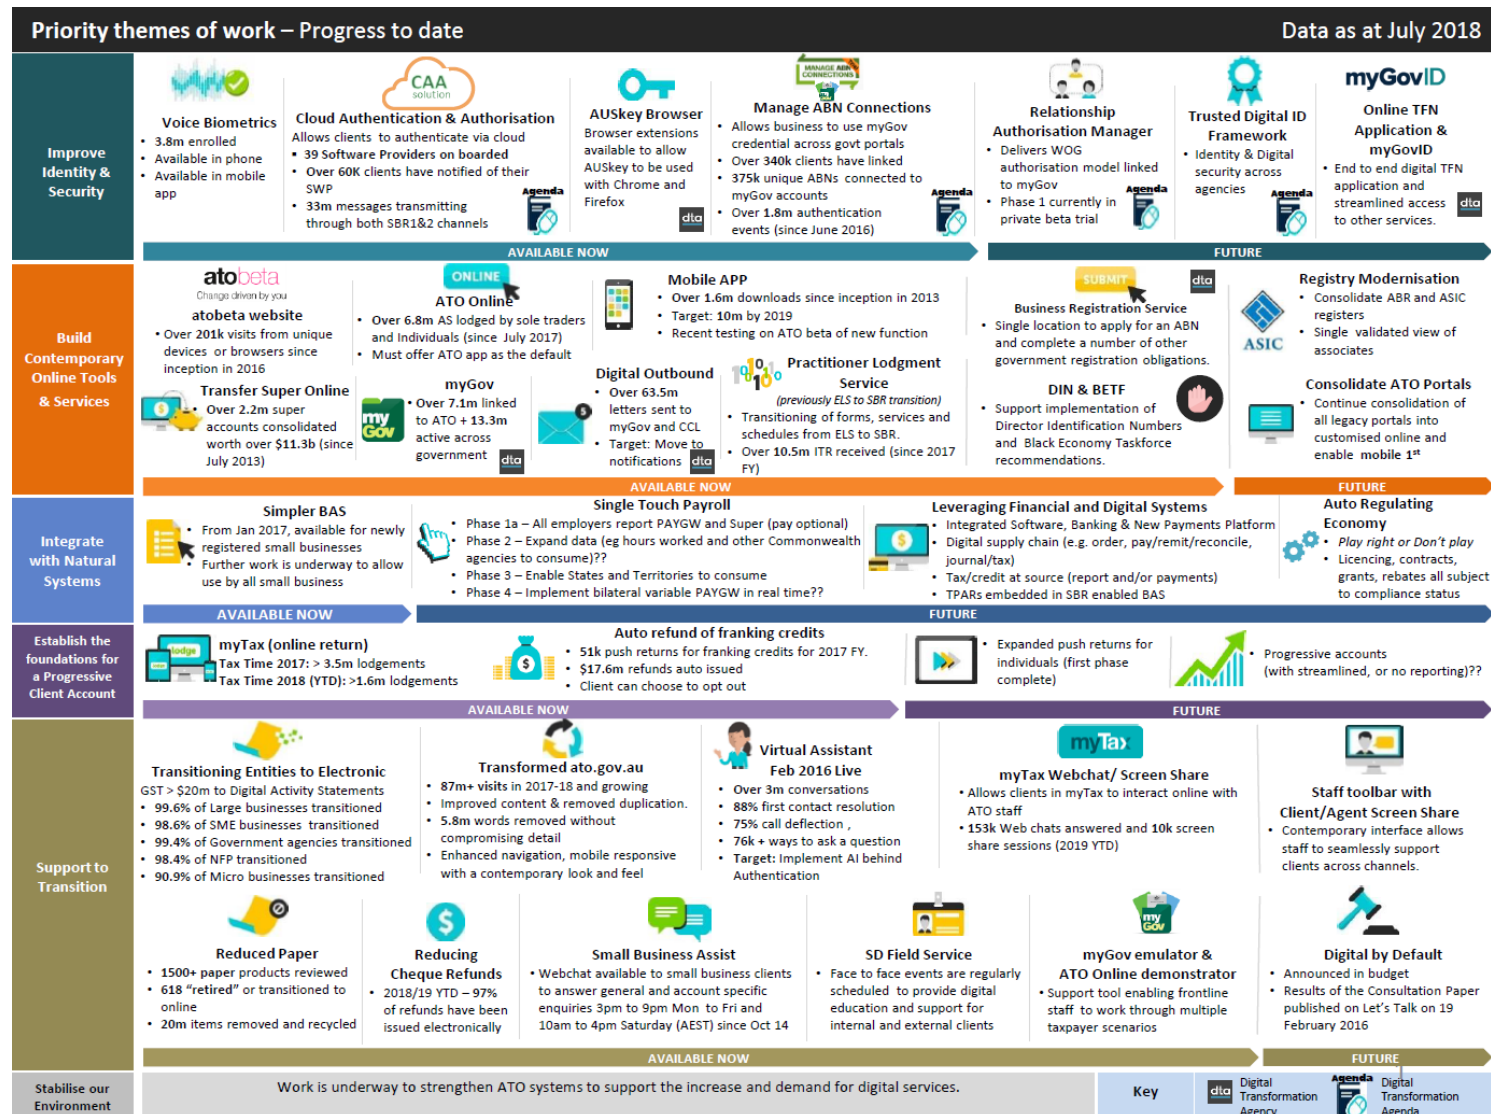 Priority themes of work – Progress to date
Data as at July 2018
Improve
Identity &
Security
Voice Biometrics
• 3.8m enrolled
• Available in phone
• Available in mobile
app
CAA
solution
Cloud Authentication & Authorisation
Allows clients to authenticate via cloud
• 39 Software Providers on boarded
• Over 60K clients have notified of their
SWP
• 33m messages transmitting
through both SBR1&2 channels
Agenda
AUSkey Browser
Browser extensions
available to allow
AUSkey to be used
with Chrome and
Firefox
dta
MANAGE ABN
CONNECTIONS
Manage ABN Connections
• Allows business to use myGov
credential across govt portals
• Over 340k clients have linked
• 375k unique ABNs connected to
myGov accounts
• Over 1.8m authentication
events (since June 2016)
Agenda
Relationship
Authorisation Manager
• Delivers WOG
authorisation model linked
to myGov
• Phase 1 currently in
private beta trial
Agenda
Trusted Digital ID
Framework
• Identity & Digital
security across
agencies
Agenda
myGovID
Online TFN
Application &
myGovID
• End to end digital TFN
application and
streamlined access
to other services.
dta
AVAILABLE NOW
FUTURE
Build
Contemporary
Online Tools
& Services
atobeta
Change driven by you
atobeta website
• Over 201k visits from unique
devices or browsers since
inception in 2016
ONLINE
ATO Online
• Over 6.8m AS lodged by sole traders
and Individuals (since July 2017)
• Must offer ATO app as the default
Mobile APP
• Over 1.6m downloads since inception in 2013
• Target: 10m by 2019
• Recent testing on ATO beta of new function
SUBMIT
dta
Business Registration Service
• Single location to apply for an ABN
and complete a number of other
government registration obligations.
ASIC
Registry Modernisation
• Consolidate ABR and ASIC
registers
• Single validated view of
associates
Transfer Super Online
• Over 2.2m super
accounts consolidated
worth over $11.3b (since
July 2013)
my
Gov
myGov
• Over 7.1m linked
to ATO + 13.3m
active across
government
dta
Digital Outbound
• Over 63.5m
letters sent to
myGov and CCL
• Target: Move to
notifications
dta
Practitioner Lodgment
Service
(previously ELS to SBR transition)
• Transitioning of forms, services and
schedules from ELS to SBR.
• Over 10.5m ITR received (since 2017
FY)
DIN & BETF
• Support implementation of
Director Identification Numbers
and Black Economy Taskforce
recommendations.
Consolidate ATO Portals
• Continue consolidation of
all legacy portals into
customised online and
enable mobile 1st
AVAILABLE NOW
FUTURE
Integrate
with Natural
Systems
Simpler BAS
• From Jan 2017, available for newly
registered small businesses
• Further work is underway to allow
use by all small business
Single Touch Payroll
• Phase 1a – All employers report PAYGW and Super (pay optional)
• Phase 2 – Expand data (eg hours worked and other Commonwealth
agencies to consume)??
• Phase 3 – Enable States and Territories to consume
• Phase 4 – Implement bilateral variable PAYGW in real time??
Leveraging Financial and Digital Systems
• Integrated Software, Banking & New Payments Platform
• Digital supply chain (e.g. order, pay/remit/reconcile,
journal/tax)
• Tax/credit at source (report and/or payments)
• TPARs embedded in SBR enabled BAS
Auto Regulating
Economy
• Play right or Don't play
• Licencing, contracts,
grants, rebates all subject
to compliance status
AVAILABLE NOW
FUTURE
Establish the
foundations for
a Progressive
Client Account
lodge
myTax (online return)
Tax Time 2017: > 3.5m lodgements
Tax Time 2018 (YTD): >1.6m lodgements
Auto refund of franking credits
• 51k push returns for franking credits for 2017 FY.
• $17.6m refunds auto issued
• Client can choose to opt out
• Expanded push returns for
individuals (first phase
complete)
• Progressive accounts
(with streamlined, or no reporting)??
AVAILABLE NOW
FUTURE
Support to
Transition
Transitioning Entities to Electronic
GST > $20m to Digital Activity Statements
• 99.6% of Large businesses transitioned
• 98.6% of SME businesses transitioned
• 99.4% of Government agencies transitioned
• 98.4% of NFP transitioned
• 90.9% of Micro businesses transitioned
Transformed ato.gov.au
• 87m+ visits in 2017-18 and growing
• Improved content & removed duplication.
• 5.8m words removed without
compromising detail
• Enhanced navigation, mobile responsive
with a contemporary look and feel
Virtual Assistant
Feb 2016 Live
• Over 3m conversations
• 88% first contact resolution
• 75% call deflection ,
• 76k + ways to ask a question
• Target: Implement AI behind
Authentication
myTax
myTax Webchat/ Screen Share
• Allows clients in myTax to interact online with
ATO staff
• 153k Web chats answered and 10k screen
share sessions (2019 YTD)
Staff toolbar with
Client/Agent Screen Share
• Contemporary interface allows
staff to seamlessly support
clients across channels.
Reduced Paper
• 1500+ paper products reviewed
• 618 “retired” or transitioned to
online
• 20m items removed and recycled
Reducing
Cheque Refunds
• 2018/19 YTD – 97%
of refunds have been
issued electronically
Small Business Assist
• Webchat available to small business clients
to answer general and account specific
enquiries 3pm to 9pm Mon to Fri and
10am to 4pm Saturday (AEST) since Oct 14
SD Field Service
• Face to face events are regularly
scheduled to provide digital
education and support for
internal and external clients
my
Gov
myGov emulator &
ATO Online demonstrator
• Support tool enabling frontline
staff to work through multiple
taxpayer scenarios
Digital by Default
• Announced in budget
• Results of the Consultation Paper
published on Let's Talk on 19
February 2016
AVAILABLE NOW
FUTURE
Stabilise our
Environment
Work is underway to strengthen ATO systems to support the increase and demand for digital services.
Key
dta
Digital
Transformation
Agency
Agenda
Digital
Transformation
Agenda